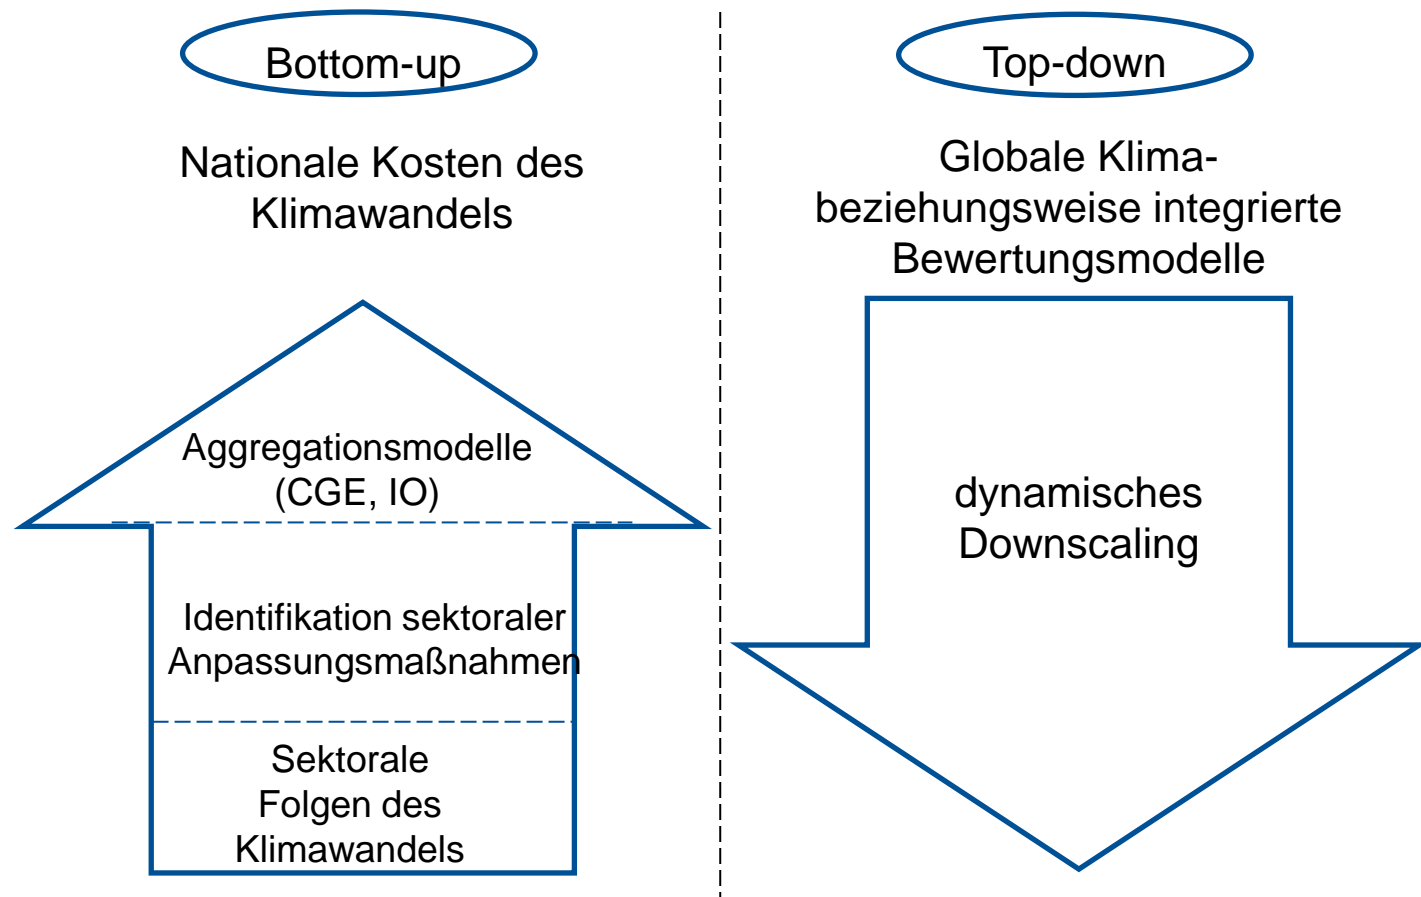 Bottom-up
Nationale Kosten des
Klimawandels
Aggregationsmodelle
(CGE, IO)
Identifikation sektoraler
Anpassungsmaßnahmen
Sektorale
Folgen des
Klimawandels
Top-down
Globale Klima-
beziehungsweise integrierte
Bewertungsmodelle
dynamisches
Downscaling